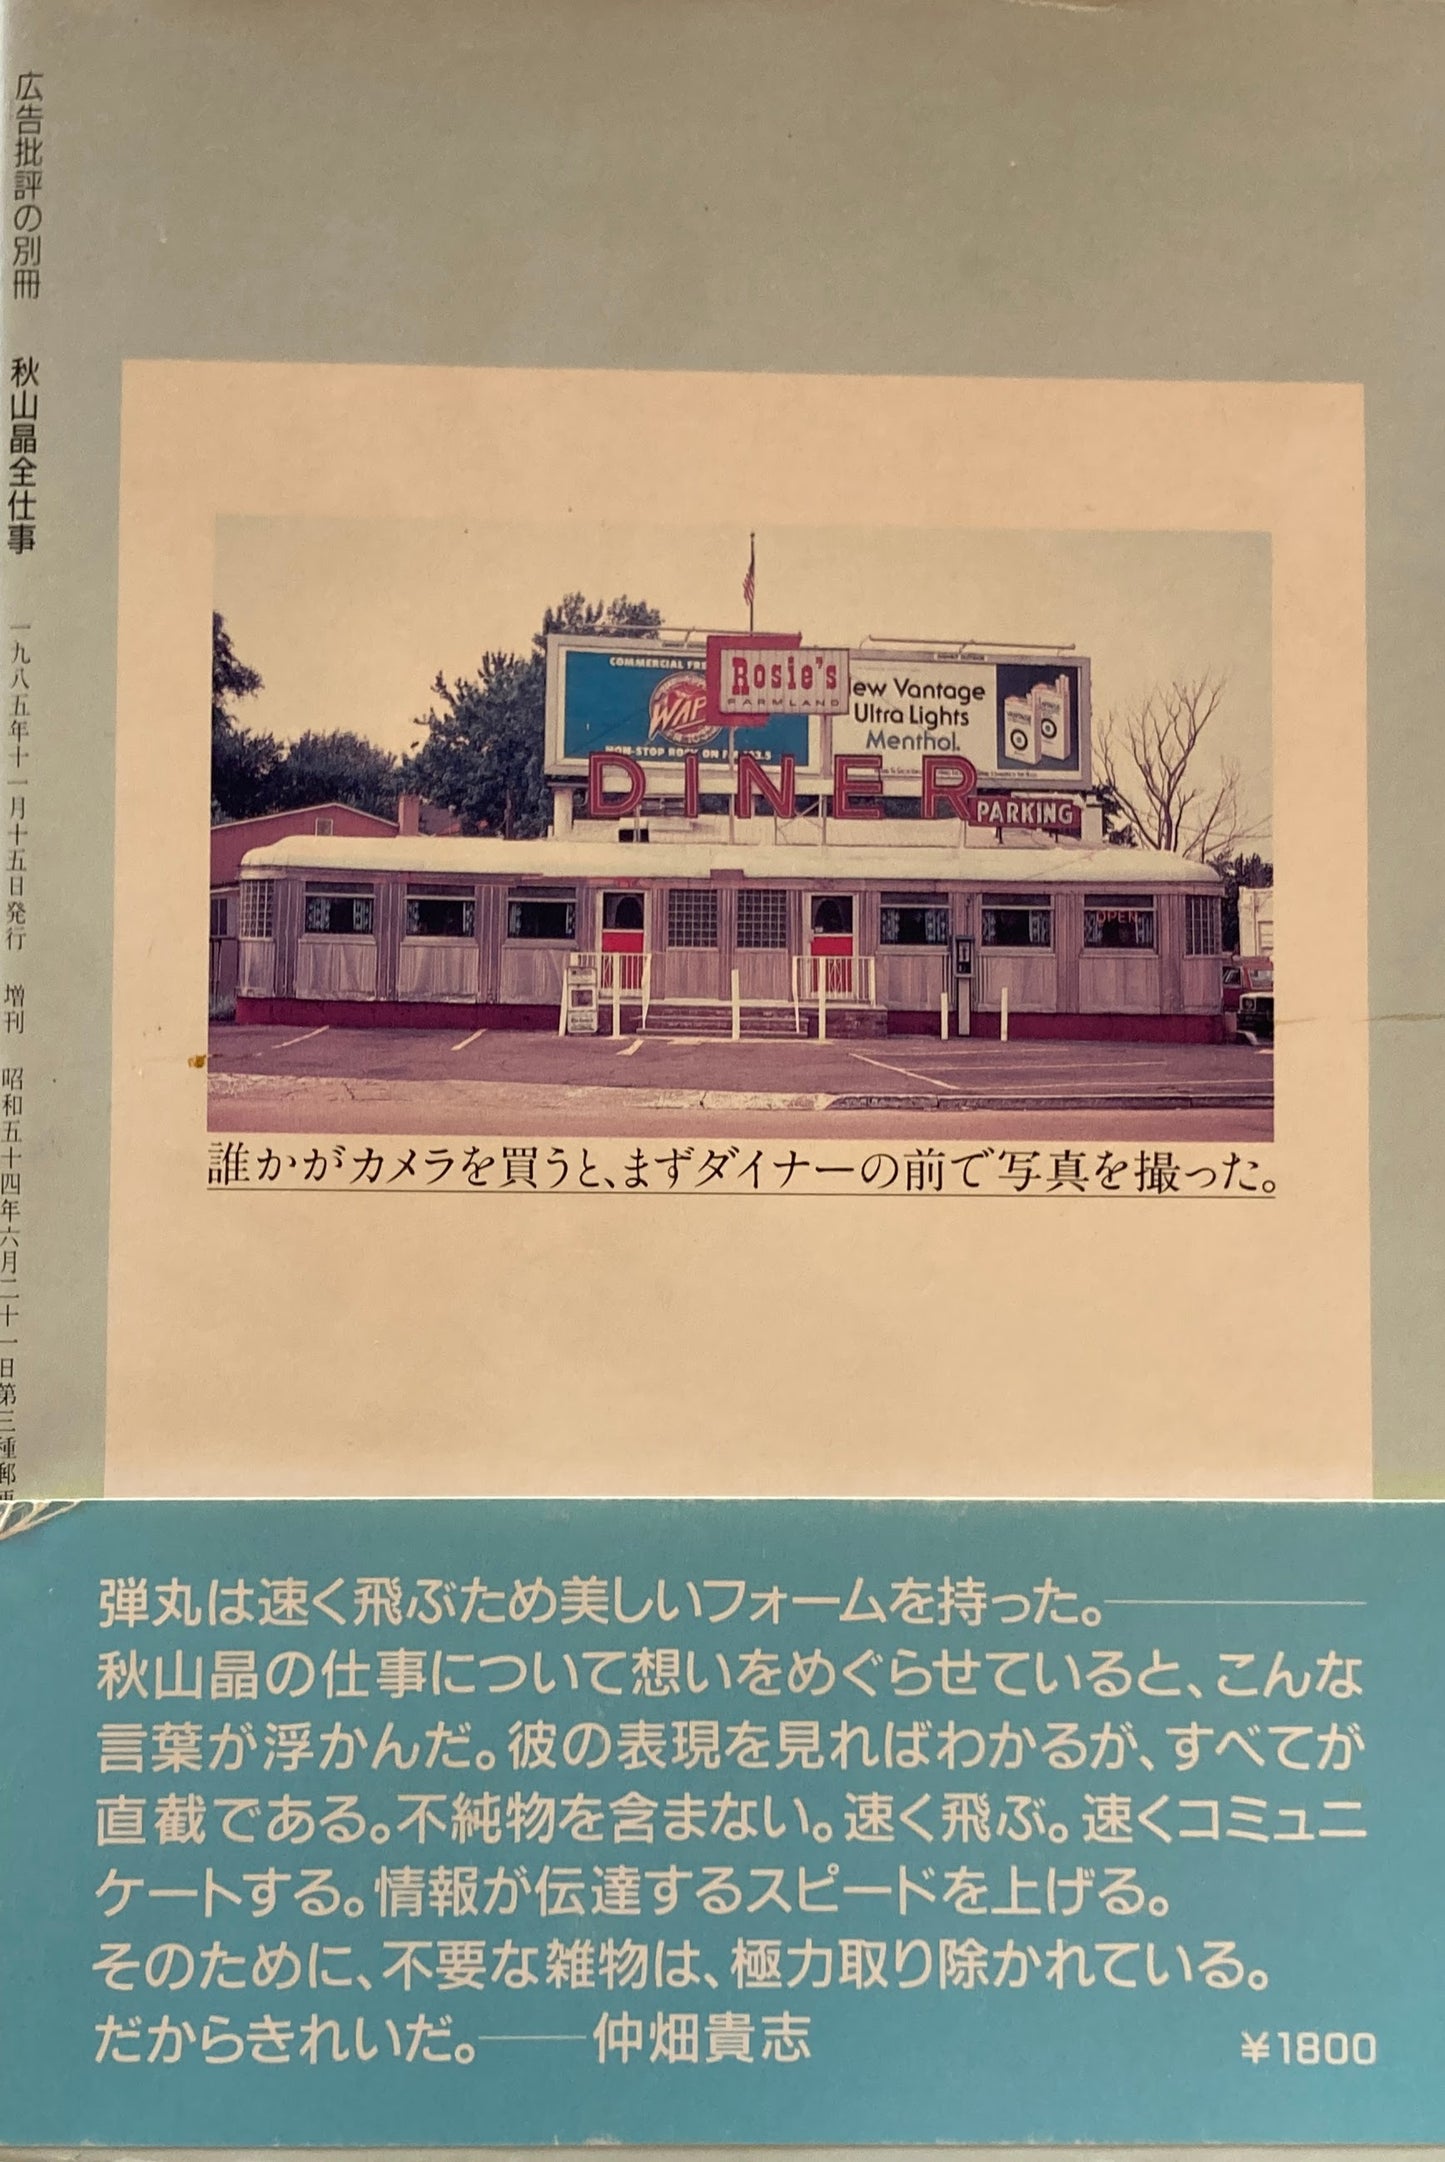 広告批評の別冊 秋山晶全仕事 一九八五年十一月十五日発行 増刊 昭和五十四年六月二十一日第三種郵
COMMERCIAL
WAP
NON-STOP ROCK ON
Rosie's
FARMLAND
ew Vantage
Ultra Lights
Menthol.
DINER
PARKING
OPEN
誰かがカメラを買うと、まずダイナーの前で写真を撮った。
弾丸は速く飛ぶため美しいフォームを持った。――
秋山晶の仕事について想いをめぐらせていると、こんな
言葉が浮かんだ。彼の表現を見ればわかるが、すべてが
直截である。不純物を含まない。速く飛ぶ。速くコミュニ
ケートする。情報が伝達するスピードを上げる。
そのために、不要な雑物は、極力取り除かれている。
だからきれいだ。――仲畑貴志
¥1800